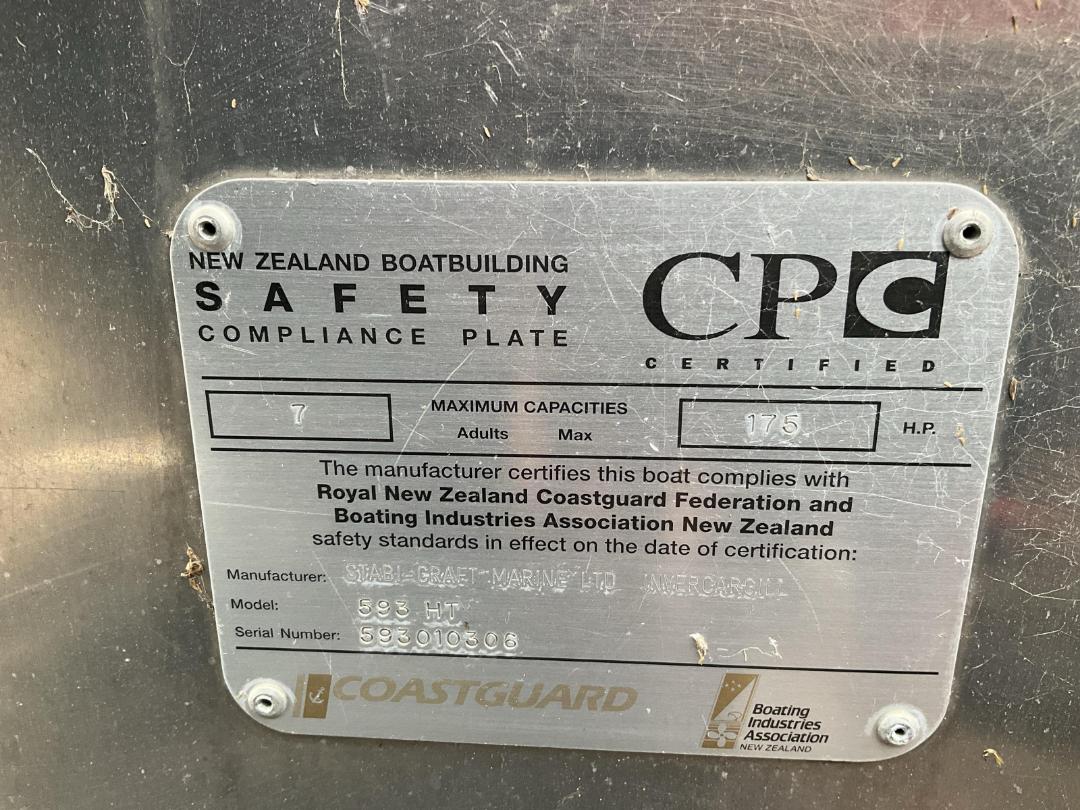 NEW ZEALAND BOATBUILDING
SAFETY
COMPLIANCE PLATE
CPC
CERTIFIED
7
MAXIMUM CAPACITIES
Adults Max
175
H.P.
The manufacturer certifies this boat complies with
Royal New Zealand Coastguard Federation and
Boating Industries Association New Zealand
safety standards in effect on the date of certification:
Manufacturer: STABI-CRAFT MARINE LTD INVERCARGILL
Model: 593 HT
Serial Number: 593010306
COASTGUARD
Boating
Industries
Association
NEW ZEALAND